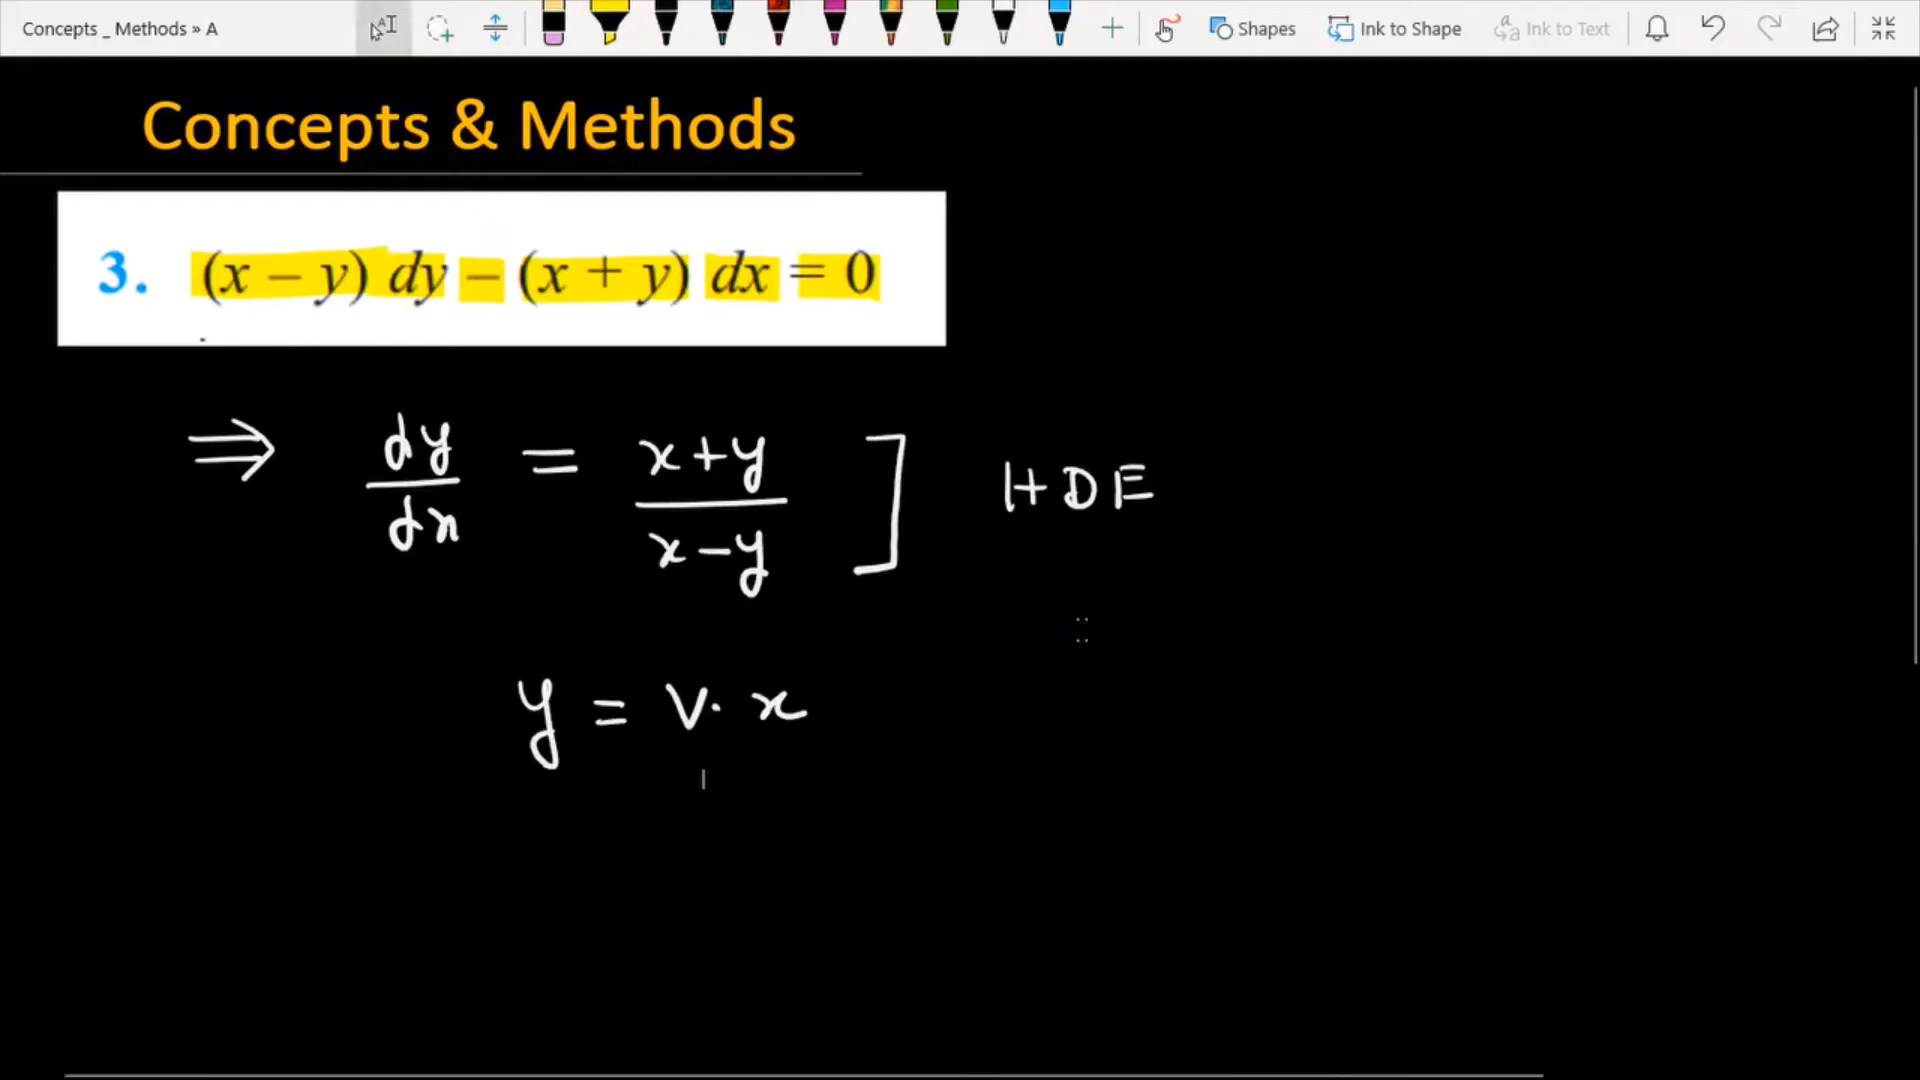 Concepts _ Methods » A
Shapes
Ink to Shape
Ink to Text
Concepts & Methods
3. (x – y) dy – (x + y) dx = 0
⇒ dy/dx = x+y/x-y ] HDE
y = v. x